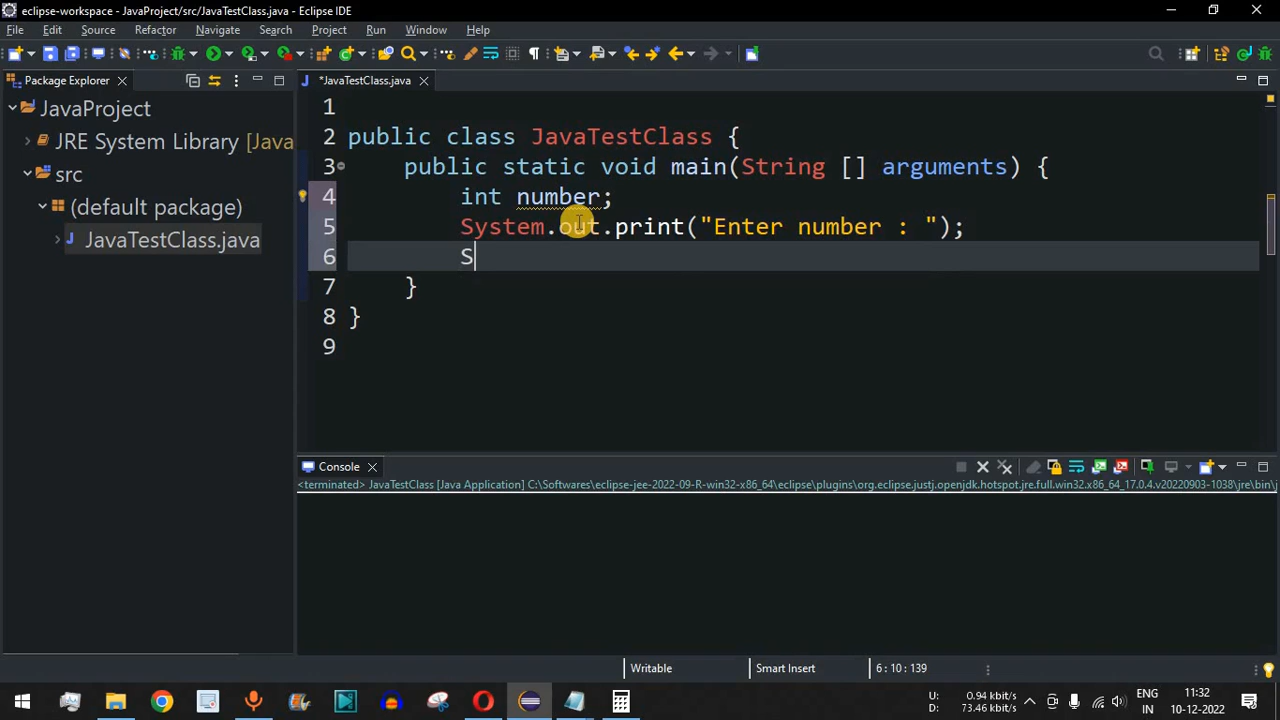 eclipse-workspace - JavaProject/src/JavaTestClass.java - Eclipse IDE
File Edit Source Refactor Navigate Search Project Run Window Help
Package Explorer
*JavaTestClass.java
JavaProject
JRE System Library [Java
src
(default package)
JavaTestClass.java
1
2 public class JavaTestClass {
3 public static void main(String [] arguments) {
4 int number;
5 System.out.print("Enter number : ");
6 S
7 }
8 }
9
Console
<terminated> JavaTestClass [Java Application] C:\Softwares\eclipse-jee-2022-09-R-win32-x86_64\eclipse\plugins\org.eclipse.justj.openjdk.hotspot.jre.full.win32.x86_64_17.0.4.v20220903-1038\jre\bin\j
Writable Smart Insert 6 : 10 : 139
U: 0.94 kbit/s
D: 73.46 kbit/s
ENG
IN
11:32
10-12-2022